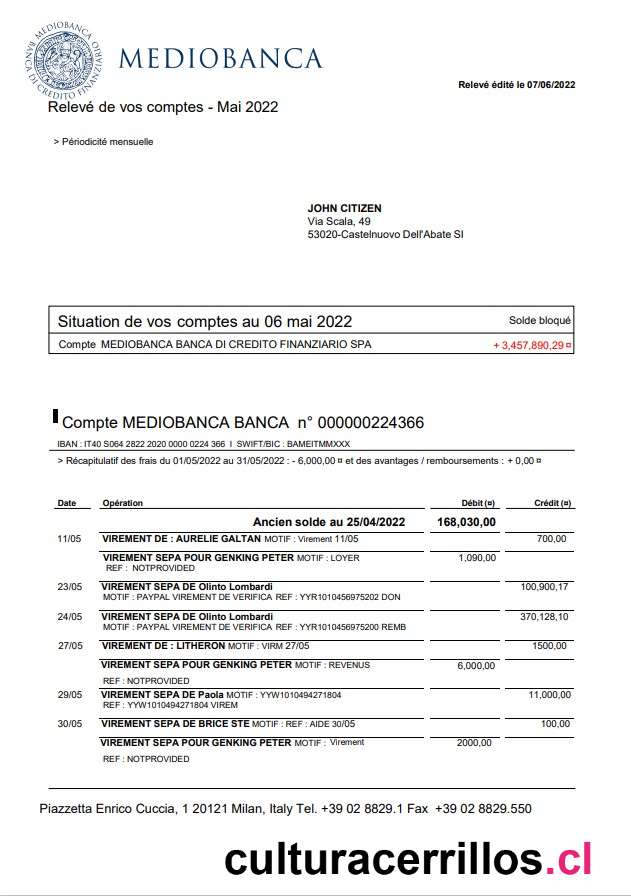 MEDIOBANCA
MEDIOBANCA
BANCA DI CREDITO FINANZIARIO
Relevé édité le 07/06/2022
Relevé de vos comptes - Mai 2022
> Périodicité mensuelle
JOHN CITIZEN
Via Scala, 49
53020-Castelnuovo Dell'Abate SI
Situation de vos comptes au 06 mai 2022 Solde bloqué
Compte MEDIOBANCA BANCA DI CREDITO FINANZIARIO SPA + 3,457,890,29 ¤
Compte MEDIOBANCA BANCA n° 000000224366
IBAN : IT40 S064 2822 2020 0000 0224 366 I SWIFT/BIC : BAMEITMMXXX
> Récapitulatif des frais du 01/05/2022 au 31/05/2022 : - 6,000,00 ¤ et des avantages / remboursements : + 0,00 ¤
Date Opération Débit (¤) Crédit (¤)
Ancien solde au 25/04/2022 168,030,00
11/05 VIREMENT DE : AURELIE GALTAN MOTIF : Virement 11/05 700,00
VIREMENT SEPA POUR GENKING PETER MOTIF : LOYER 1,090,00
REF : NOTPROVIDED
23/05 VIREMENT SEPA DE Olinto Lombardi 100,900,17
MOTIF : PAYPAL VIREMENT DE VERIFICA REF : YYR1010456975202 DON
24/05 VIREMENT SEPA DE Olinto Lombardi 370,128,10
MOTIF : PAYPAL VIREMENT DE VERIFICA REF : YYR1010456975200 REMB
27/05 VIREMENT DE : LITHERON MOTIF : VIRM 27/05 1500,00
VIREMENT SEPA POUR GENKING PETER MOTIF : REVENUS 6,000,00
REF : NOTPROVIDED
29/05 VIREMENT SEPA DE Paola MOTIF : YYW1010494271804 11,000,00
REF : YYW1010494271804 VIREM
30/05 VIREMENT SEPA DE BRICE STE MOTIF : REF : AIDE 30/05 100,00
VIREMENT SEPA POUR GENKING PETER MOTIF : Virement 2000,00
REF : NOTPROVIDED
Piazzetta Enrico Cuccia, 1 20121 Milan, Italy Tel. +39 02 8829.1 Fax +39 02 8829.550
culturacerrillos.cl